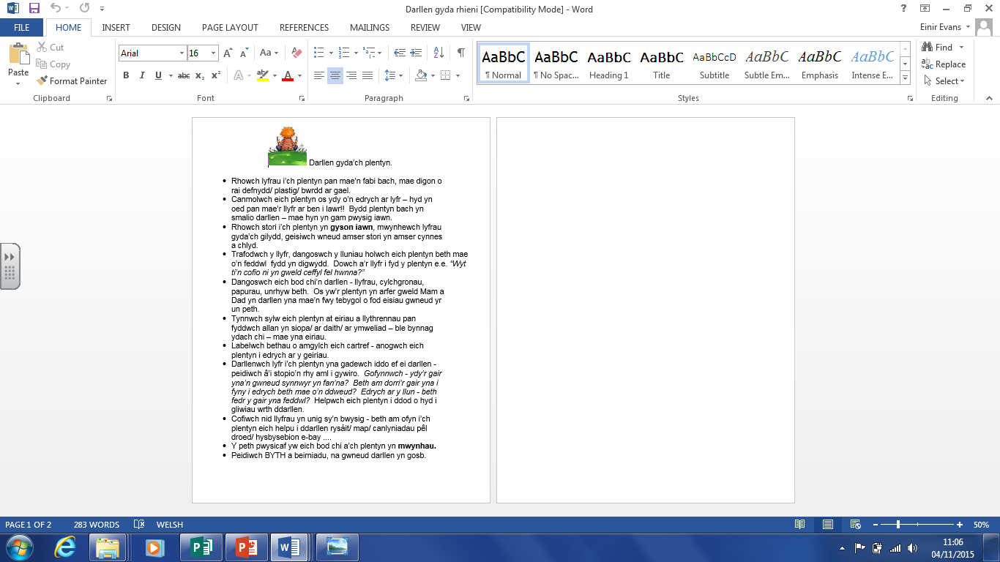 Darllen gyda rhieni [Compatibility Mode] - Word
FILE HOME INSERT DESIGN PAGE LAYOUT REFERENCES MAILINGS REVIEW VIEW Einir Evans
Paste
Cut
Copy
Format Painter
Clipboard
Arial 16
Font
Paragraph
AaBbC AaBbC AaBbC AaBbC AaBbCcD AaBbC AaBbC AaBbC
¶ Normal ¶ No Spac... Heading 1 Title Subtitle Subtle Em... Emphasis Intense E...
Styles
Find
Replace
Select
Editing
Darllen gyda'ch plentyn.
• Rhowch lyfrau i'ch plentyn pan mae'n fabi bach, mae digon o
rai defnydd/ plastig/ bwrdd ar gael.
• Canmolwch eich plentyn os ydy o'n edrych ar lyfr – hyd yn
oed pan mae'r llyfr ar ben i lawr!! Bydd plentyn bach yn
smalio darllen – mae hyn yn gam pwysig iawn.
• Rhowch stori i'ch plentyn yn gyson iawn, mwynhewch lyfrau
gyda'ch gilydd, geisiwch wneud amser stori yn amser cynnes
a chlyd.
• Trafodwch y llyfr, dangoswch y lluniau holwch eich plentyn beth mae
o'n feddwl fydd yn digwydd. Dowch a'r llyfr i fyd y plentyn e.e. "Wyt
ti'n cofio ni yn gweld ceffyl fel hwnna?"
• Dangoswch eich bod chi'n darllen - llyfrau, cylchgronau,
papurau, unrhyw beth. Os yw'r plentyn yn arfer gweld Mam a
Dad yn darllen yna mae'n fwy tebygol o fod eisiau gwneud yr
un peth.
• Tynnwch sylw eich plentyn at eiriau a llythrennau pan
fyddwch allan yn siopa/ ar daith/ ar ymweliad – ble bynnag
ydach chi – mae yna eiriau.
• Labelwch bethau o amgylch eich cartref - anogwch eich
plentyn i edrych ar y geiriau.
• Darllenwch lyfr i'ch plentyn yna gadewch iddo ef ei darllen -
peidiwch â'i stopio'n rhy aml i gywiro. Gofynnwch - ydy'r gair
yna'n gwneud synnwyr yn fan'na? Beth am dorri'r gair yna i
fyny i edrych beth mae o'n ddweud? Edrych ar y llun - beth
fedr y gair yna feddwl? Helpwch eich plentyn i ddod o hyd i
gliwiau wrth ddarllen.
• Cofiwch nid llyfrau yn unig sy'n bwysig - beth am ofyn i'ch
plentyn eich helpu i ddarllen rysáit/ map/ canlyniadau pêl
droed/ hysbysebion e-bay ....
• Y peth pwysicaf yw eich bod chi a'ch plentyn yn mwynhau.
• Peidiwch BYTH a beirniadu, na gwneud darllen yn gosb.
PAGE 1 OF 2 283 WORDS WELSH 50%
11:06
04/11/2015